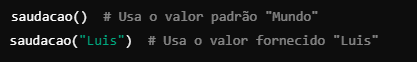 saudacao()  # Usa o valor padrão "Mundo"
saudacao("Luis")  # Usa o valor fornecido "Luis"